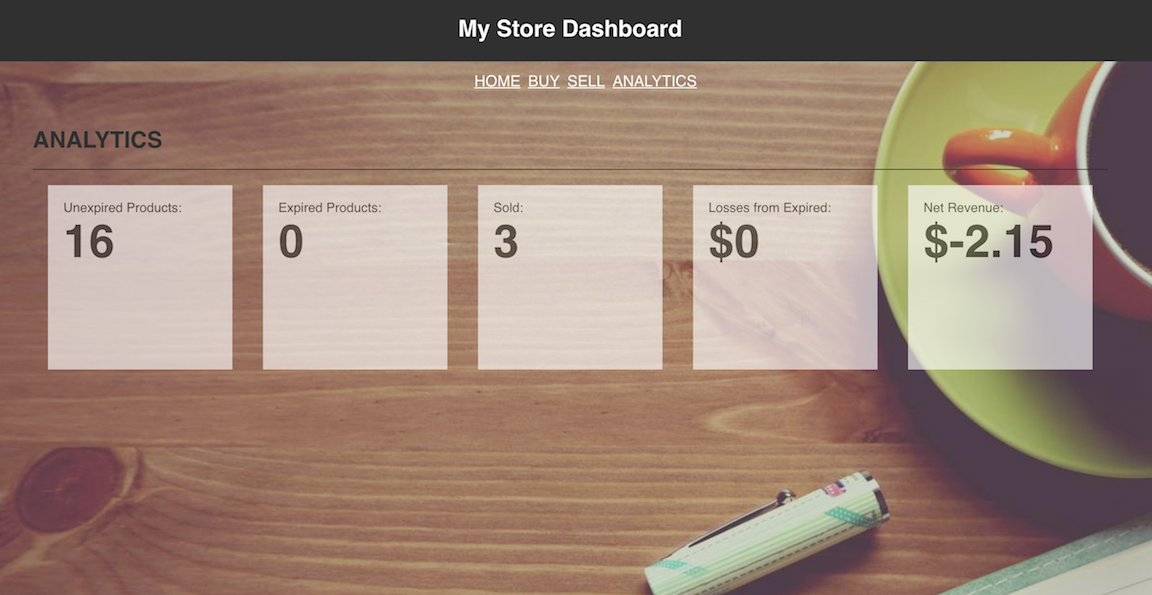 My Store Dashboard
HOME BUY SELL ANALYTICS
ANALYTICS
Unexpired Products:
16
Expired Products:
0
Sold:
3
Losses from Expired:
$0
Net Revenue:
$-2.15